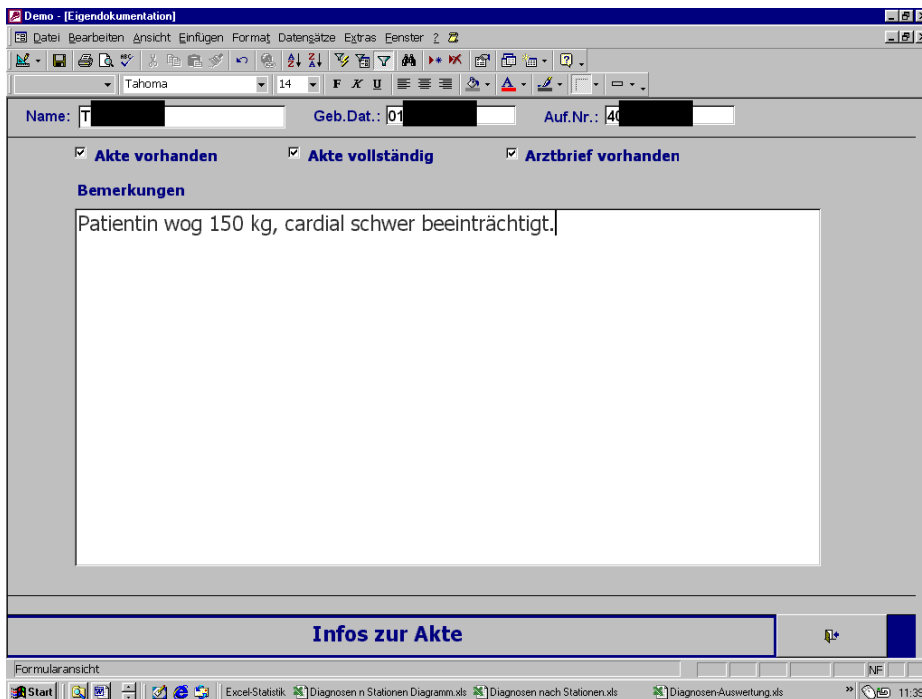 Demo - [Eigendokumentation]
Datei Bearbeiten Ansicht Einfügen Format Datensätze Extras Fenster ?
Tahoma 14 F K U
Name: T Geb.Dat.: 01 Auf.Nr.: 40
Akte vorhanden Akte vollständig Arztbrief vorhanden
Bemerkungen
Patientin wog 150 kg, cardial schwer beeinträchtigt.
Infos zur Akte
Formularansicht NF
Start Excel-Statistik Diagnosen n Stationen Diagramm.xls Diagnosen nach Stationen.xls Diagnosen-Auswertung.xls »